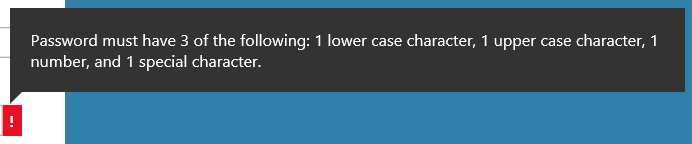 Password must have 3 of the following: 1 lower case character, 1 upper case character, 1
number, and 1 special character.
!